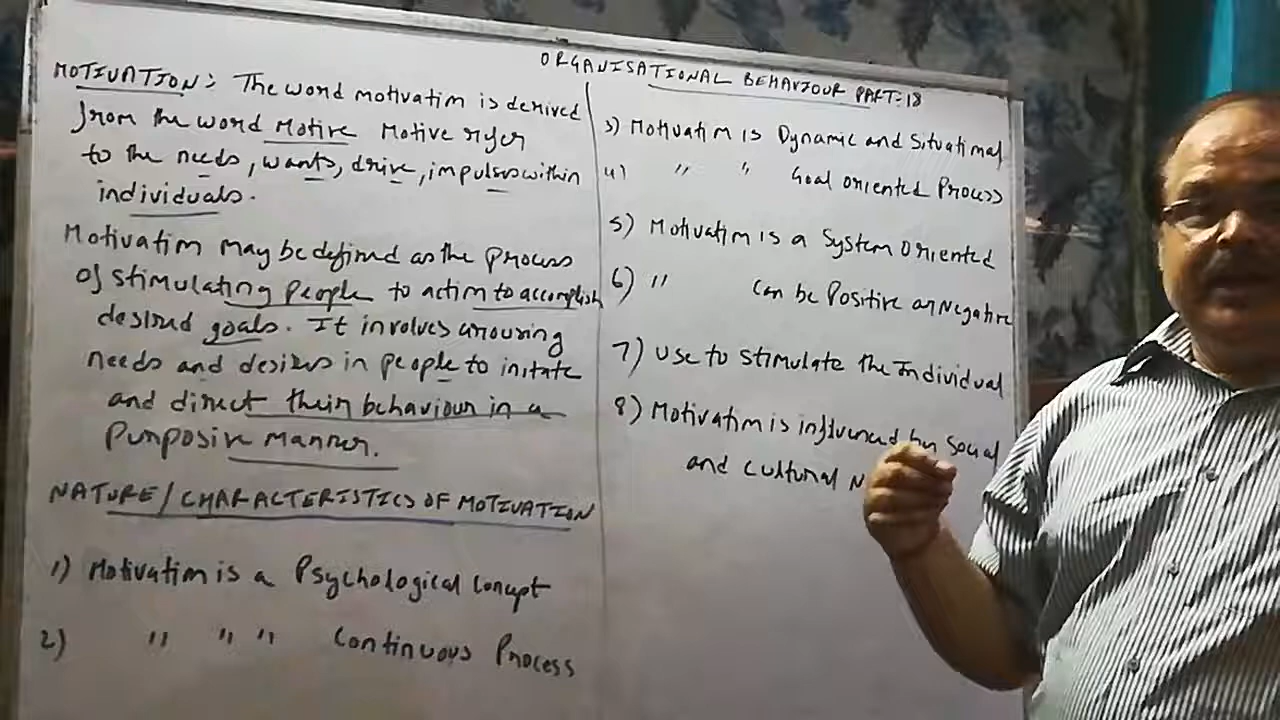 ORGANISATIONAL BEHAVIOUR PART:18
MOTIVATION: The word motivation is derived
from the word Motive Motive refer
to the needs, wants, drive, impulses within
individuals.
Motivation may be defined as the process
of stimulating people to action to accomplish
desired goals. It involves arousing
needs and desires in people to initate
and direct their behaviour in a
Purposive manner.
NATURE/CHARACTERISTICS OF MOTIVATION
1) Motivation is a Psychological concept
2) " " " Continuous Process
3) Motivation is Dynamic and Situational
4) " " Goal oriented Process
5) Motivation is a System oriented
6) " Can be Positive or Negative
7) Use to stimulate the Individual
8) Motivation is influenced by Social
and cultural